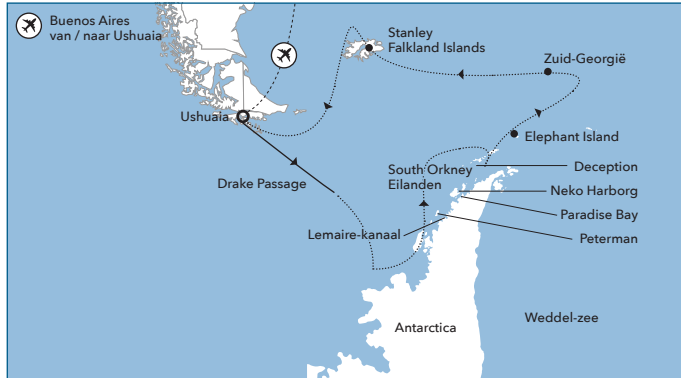 Buenos Aires
van / naar Ushuaia
Stanley
Falkland Islands
Zuid-Georgië
Ushuaia
Elephant Island
Drake Passage
South Orkney
Eilanden
Deception
Neko Harborg
Paradise Bay
Lemaire-kanaal
Peterman
Antarctica
Weddel-zee